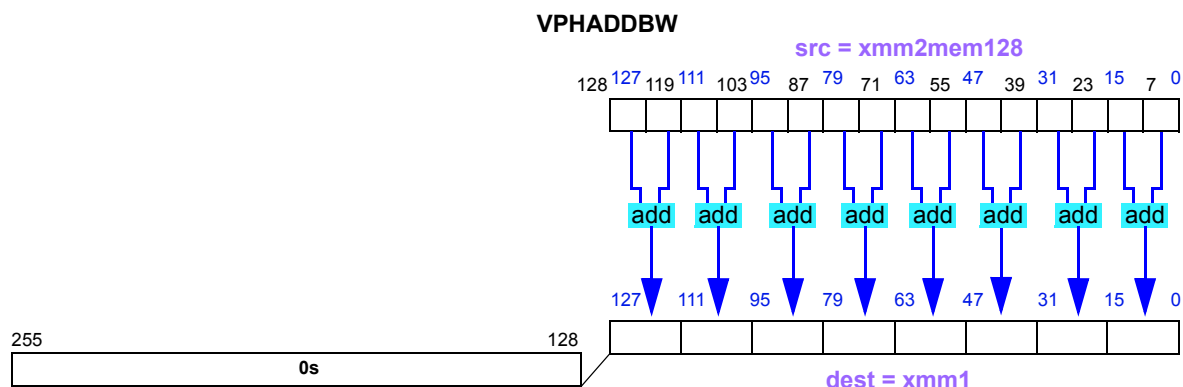 VPHADDBW
src = xmm2mem128
128 127 119 111 103 95 87 79 71 63 55 47 39 31 23 15 7 0
add add add add add add add add
127 111 95 79 63 47 31 15 0
255 128
0s
dest = xmm1